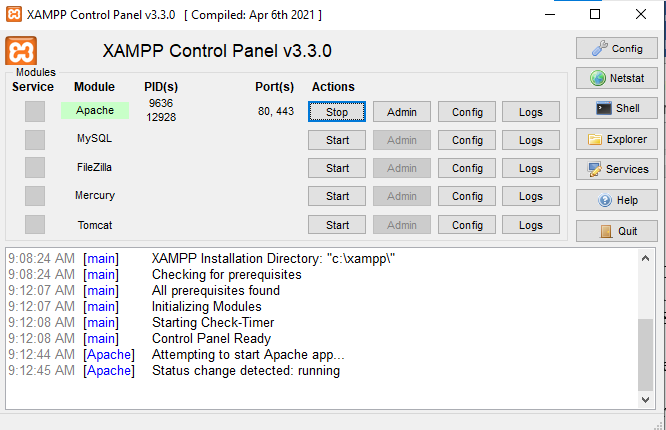 XAMPP Control Panel v3.3.0 [ Compiled: Apr 6th 2021 ]
XAMPP Control Panel v3.3.0
Config
Modules
Service Module PID(s) Port(s) Actions
Netstat
Apache 9636 12928 80, 443 Stop Admin Config Logs
Shell
MySQL Start Admin Config Logs
Explorer
FileZilla Start Admin Config Logs
Services
Mercury Start Admin Config Logs
Help
Tomcat Start Admin Config Logs
Quit
9:08:24 AM [main] XAMPP Installation Directory: "c:\xampp\"
9:08:24 AM [main] Checking for prerequisites
9:12:07 AM [main] All prerequisites found
9:12:07 AM [main] Initializing Modules
9:12:08 AM [main] Starting Check-Timer
9:12:08 AM [main] Control Panel Ready
9:12:44 AM [Apache] Attempting to start Apache app...
9:12:45 AM [Apache] Status change detected: running